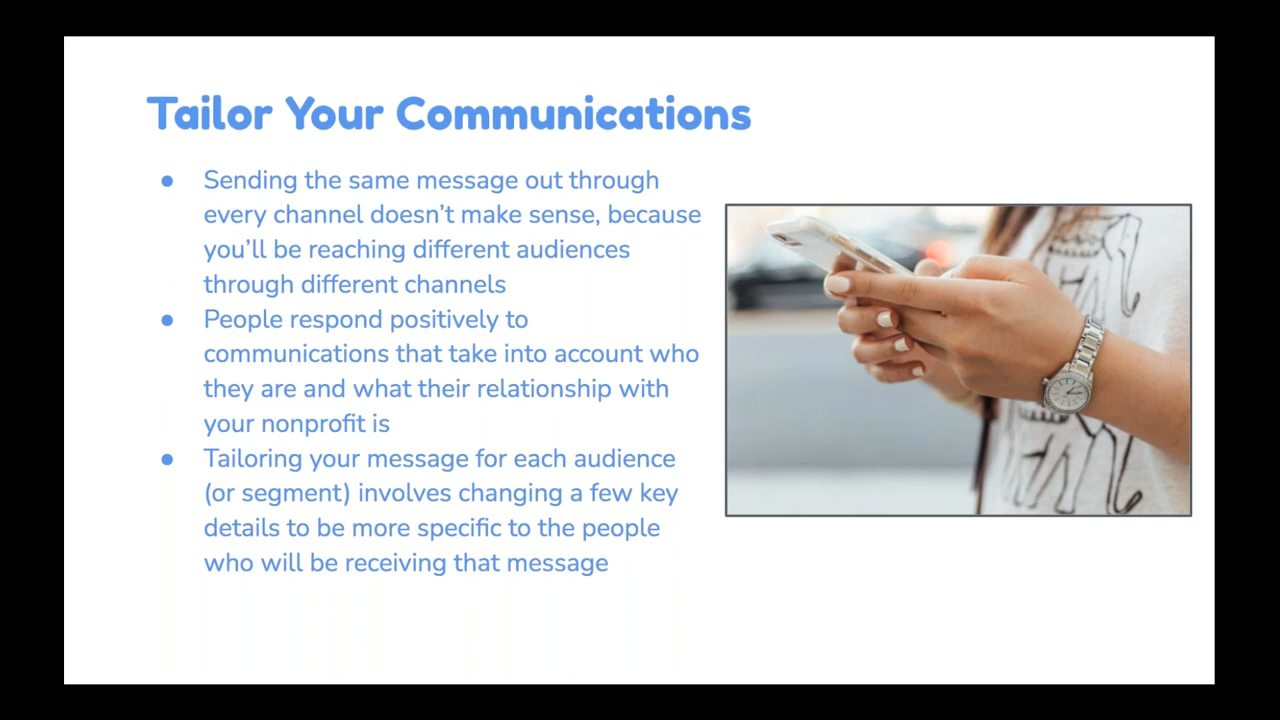 Tailor Your Communications
● Sending the same message out through
every channel doesn't make sense, because
you'll be reaching different audiences
through different channels
● People respond positively to
communications that take into account who
they are and what their relationship with
your nonprofit is
● Tailoring your message for each audience
(or segment) involves changing a few key
details to be more specific to the people
who will be receiving that message